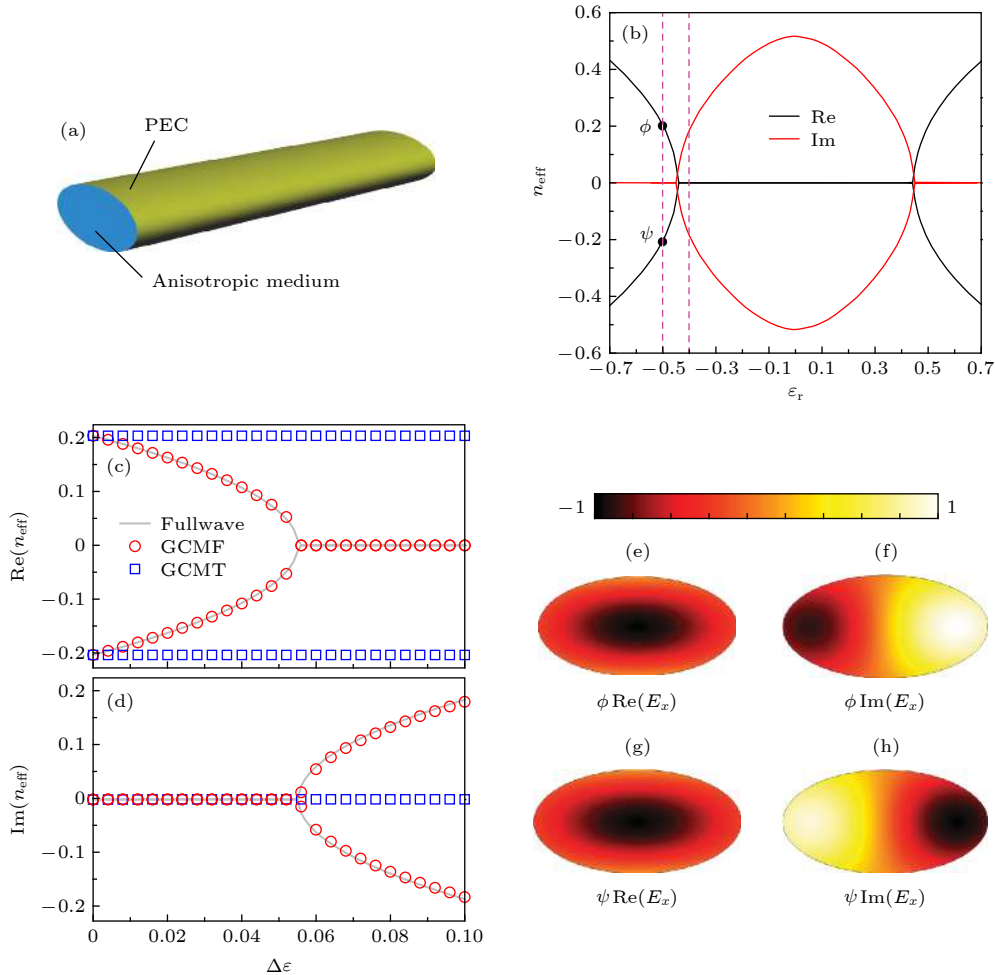 (a)
PEC
Anisotropic medium
(b)
0.6
0.4
0.2
0
−0.2
−0.4
−0.6
n_eff
ϕ
ψ
Re
Im
−0.7 −0.5 −0.3 −0.1 0.1 0.3 0.5 0.7
ε_r
(c)
0.2
0.1
0
−0.1
−0.2
Re(n_eff)
Fullwave
GCMF
GCMT
(d)
0.2
0.1
0
−0.1
−0.2
Im(n_eff)
0 0.02 0.04 0.06 0.08 0.10
Δε
−1 1
(e) (f)
ϕ Re(E_x) ϕ Im(E_x)
(g) (h)
ψ Re(E_x) ψ Im(E_x)